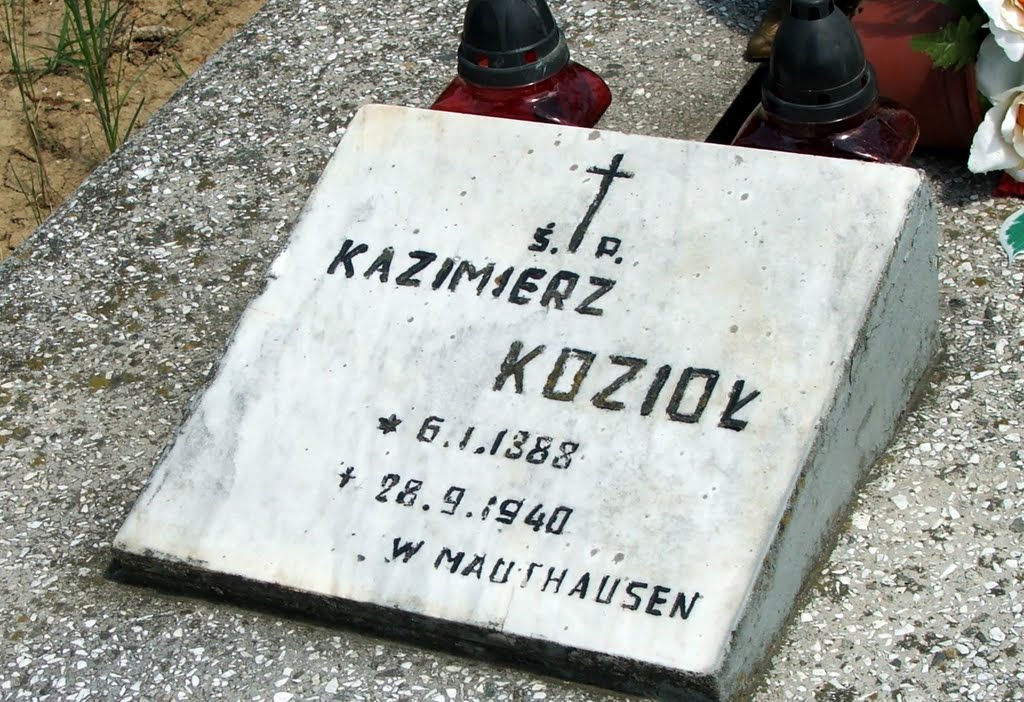 Ś. P.
KAZIMIERZ
KOZIOŁ
* 6.1.1888
+ 28.9.1940
W MAUTHAUSEN